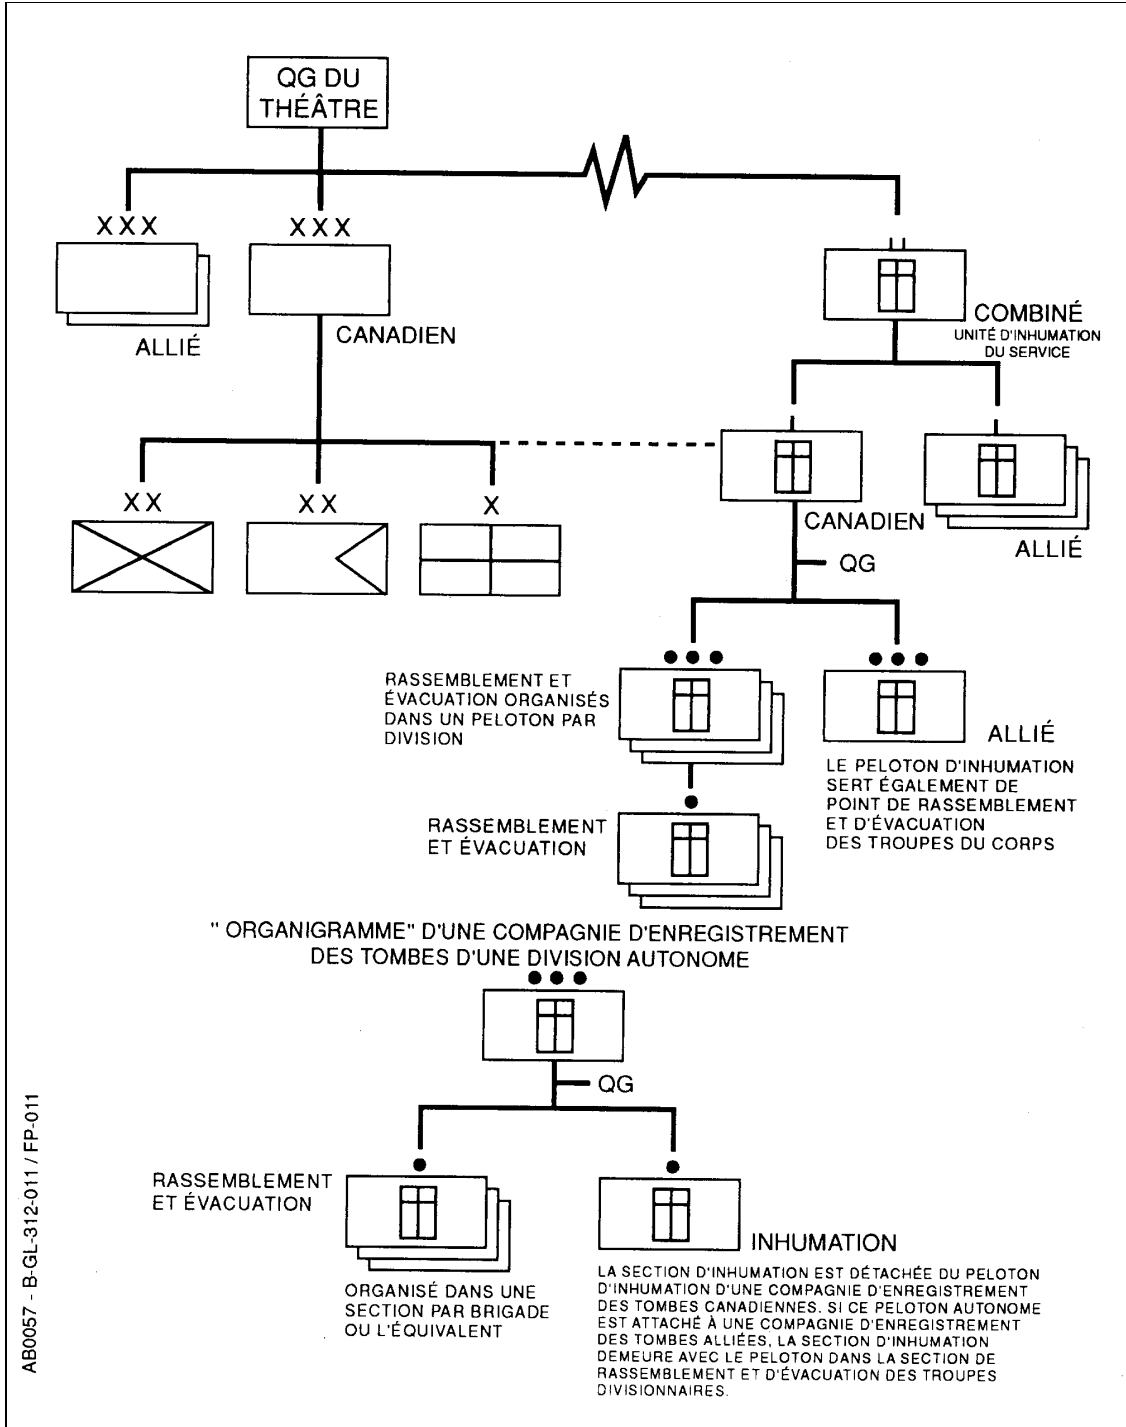 QG DU
THÉÂTRE
XXX
XXX
ALLIÉ
CANADIEN
COMBINÉ
UNITÉ D'INHUMATION
DU SERVICE
XX
XX
X
CANADIEN
ALLIÉ
QG
RASSEMBLEMENT ET
ÉVACUATION ORGANISÉS
DANS UN PELOTON PAR
DIVISION
ALLIÉ
LE PELOTON D'INHUMATION
SERT ÉGALEMENT DE
POINT DE RASSEMBLEMENT
ET D'ÉVACUATION
DES TROUPES DU CORPS
RASSEMBLEMENT
ET ÉVACUATION
" ORGANIGRAMME" D'UNE COMPAGNIE D'ENREGISTREMENT
DES TOMBES D'UNE DIVISION AUTONOME
QG
RASSEMBLEMENT
ET ÉVACUATION
ORGANISÉ DANS UNE
SECTION PAR BRIGADE
OU L'ÉQUIVALENT
INHUMATION
LA SECTION D'INHUMATION EST DÉTACHÉE DU PELOTON
D'INHUMATION D'UNE COMPAGNIE D'ENREGISTREMENT
DES TOMBES CANADIENNES. SI CE PELOTON AUTONOME
EST ATTACHÉ À UNE COMPAGNIE D'ENREGISTREMENT
DES TOMBES ALLIÉES, LA SECTION D'INHUMATION
DEMEURE AVEC LE PELOTON DANS LA SECTION DE
RASSEMBLEMENT ET D'ÉVACUATION DES TROUPES
DIVISIONNAIRES.
AB0057 - B-GL-312-011 / FP-011